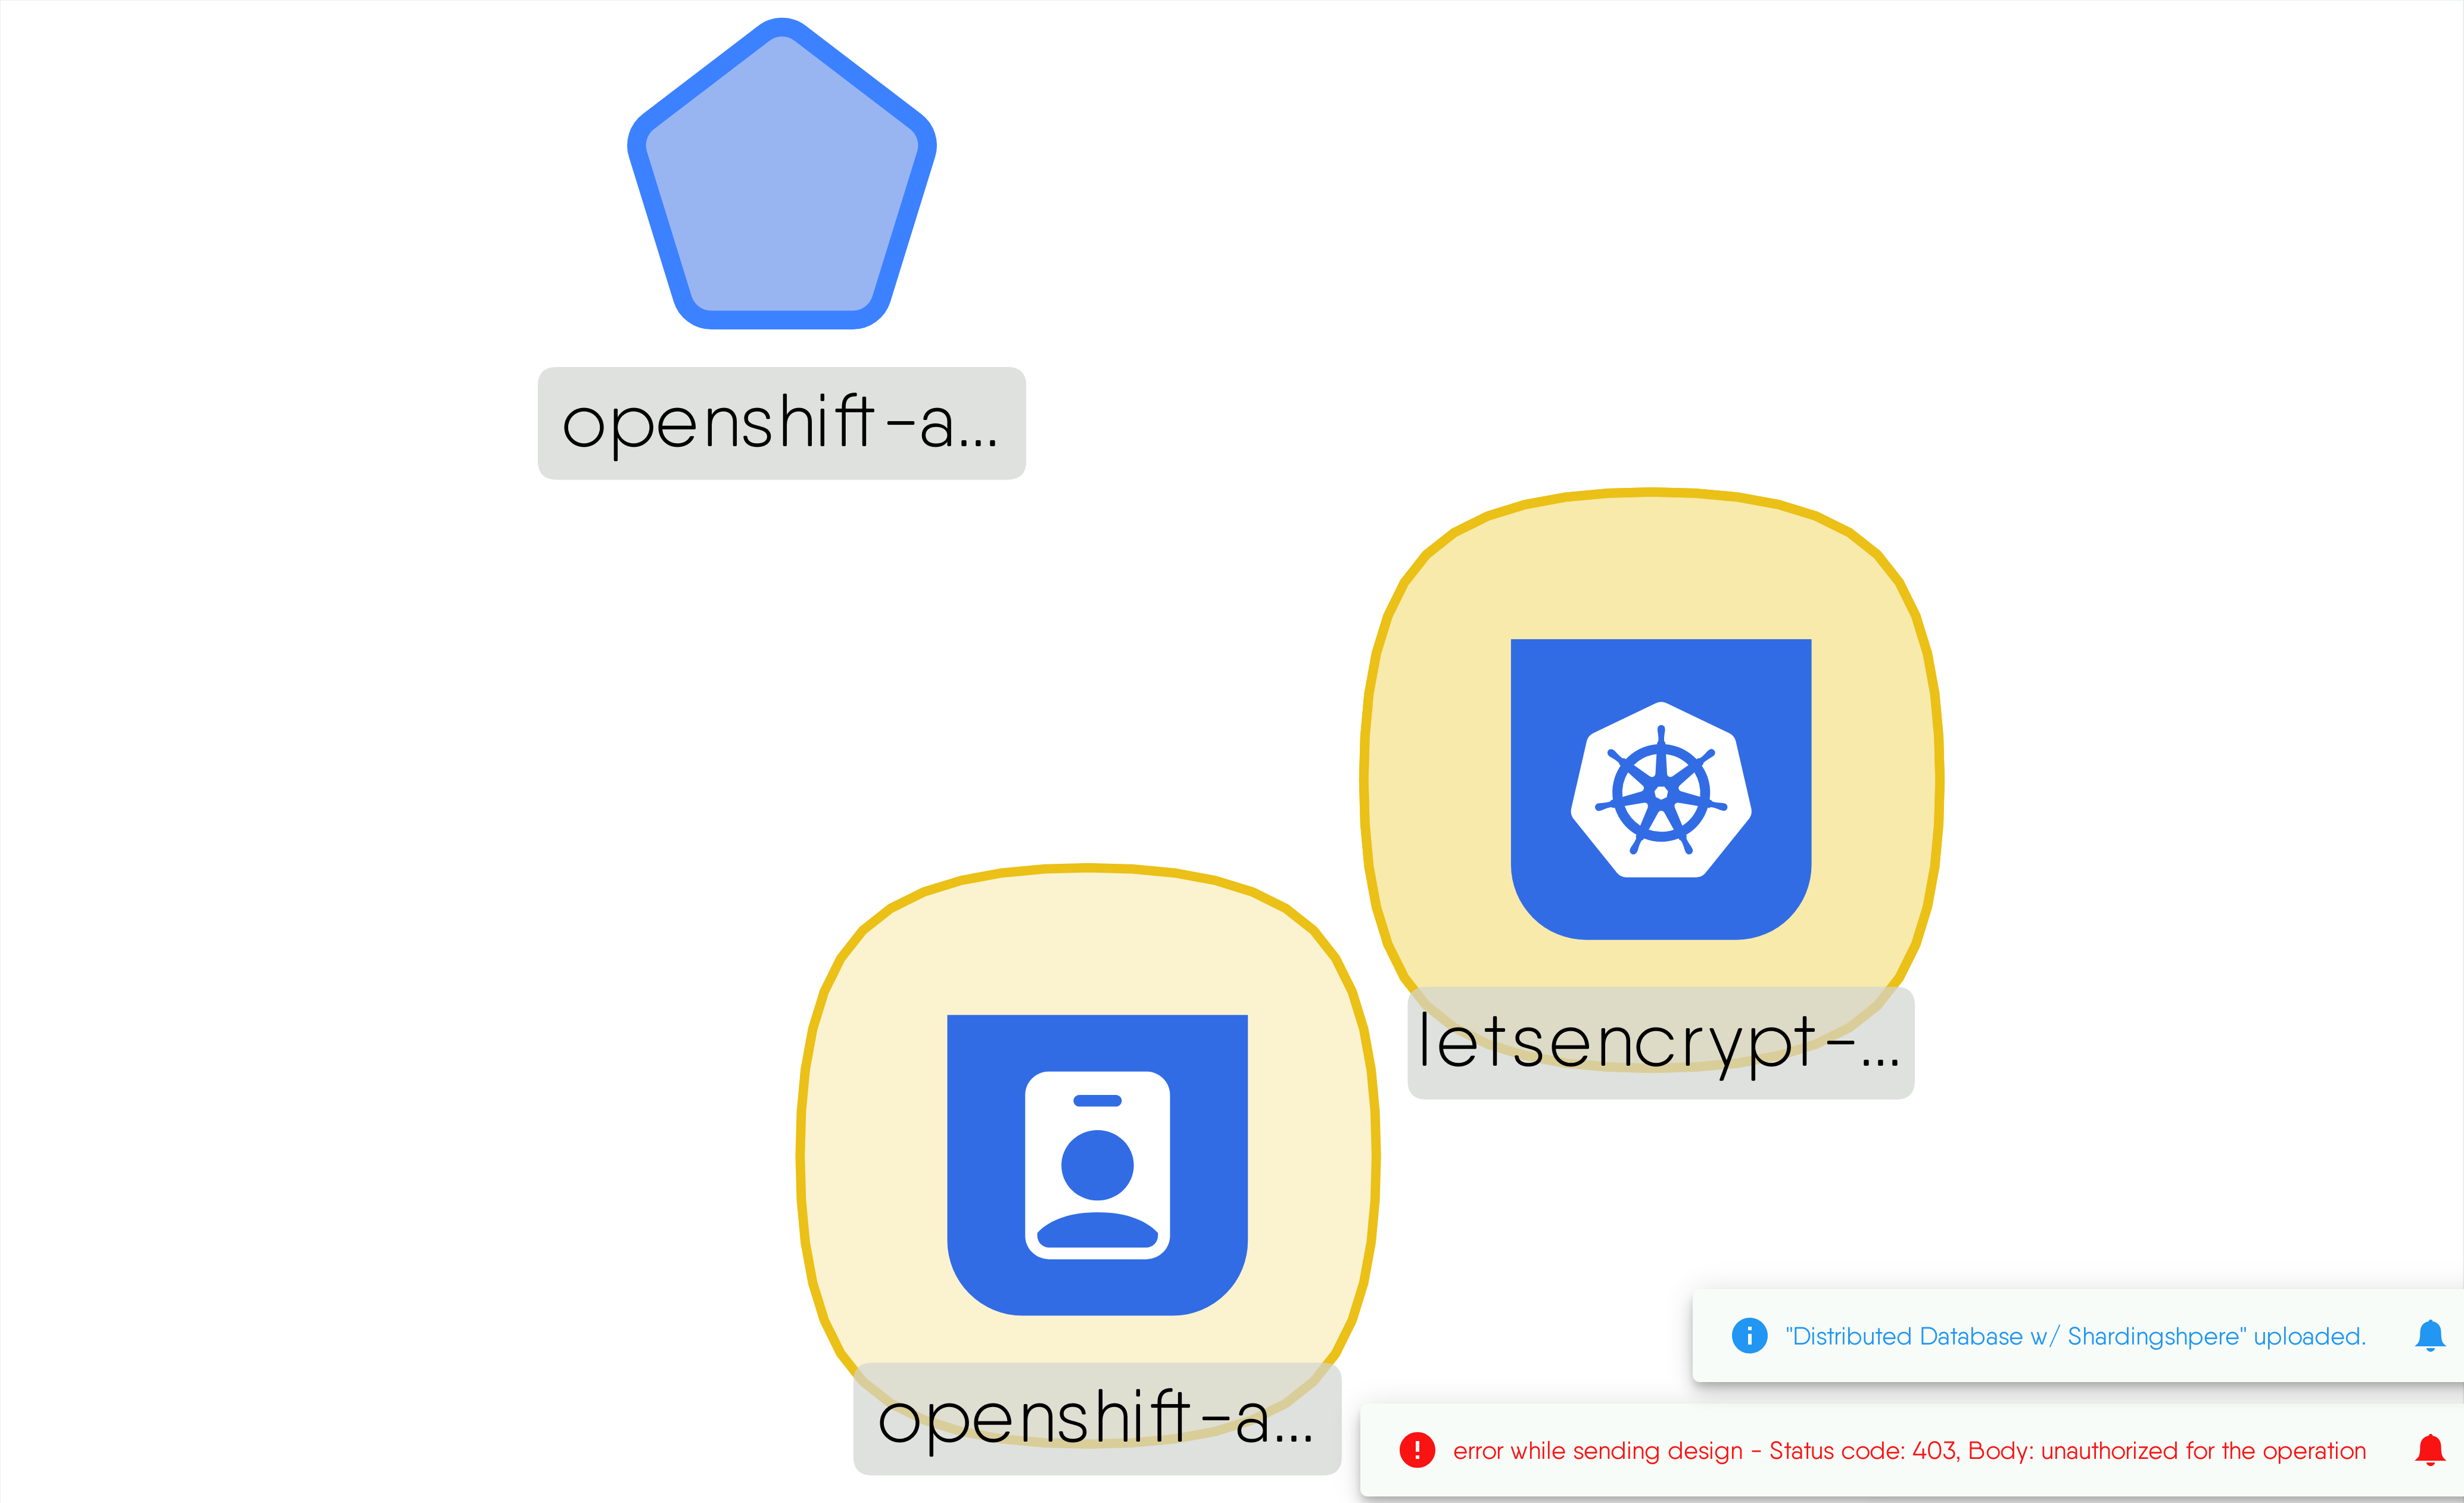 openshift-a...
letsencrypt-...
openshift-a...
"Distributed Database w/ Shardingshpere" uploaded.
error while sending design - Status code: 403, Body: unauthorized for the operation